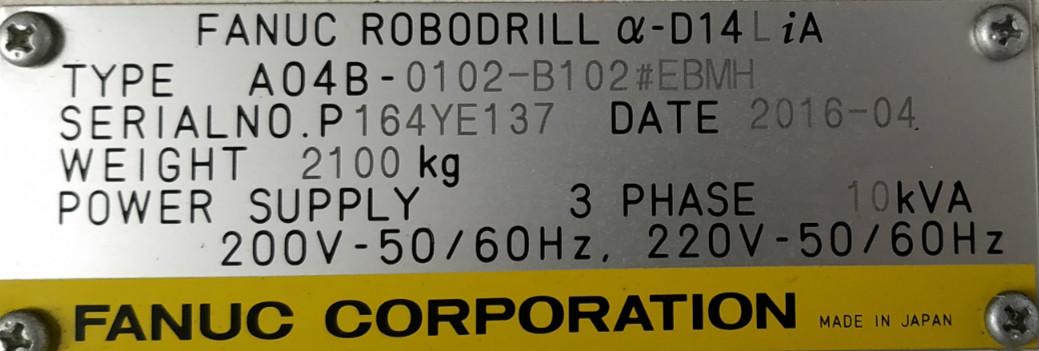 FANUC ROBODRILL α-D14LiA
TYPE A04B-0102-B102#EBMH
SERIALNO.P164YE137 DATE 2016-04
WEIGHT 2100 kg
POWER SUPPLY 3 PHASE 10kVA
200V-50/60Hz, 220V-50/60Hz
FANUC CORPORATION MADE IN JAPAN